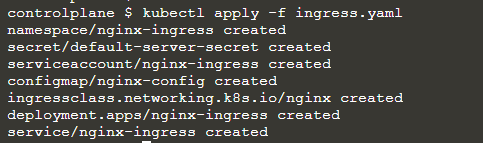 controlplane $ kubectl apply -f ingress.yaml
namespace/nginx-ingress created
secret/default-server-secret created
serviceaccount/nginx-ingress created
configmap/nginx-config created
ingressclass.networking.k8s.io/nginx created
deployment.apps/nginx-ingress created
service/nginx-ingress created